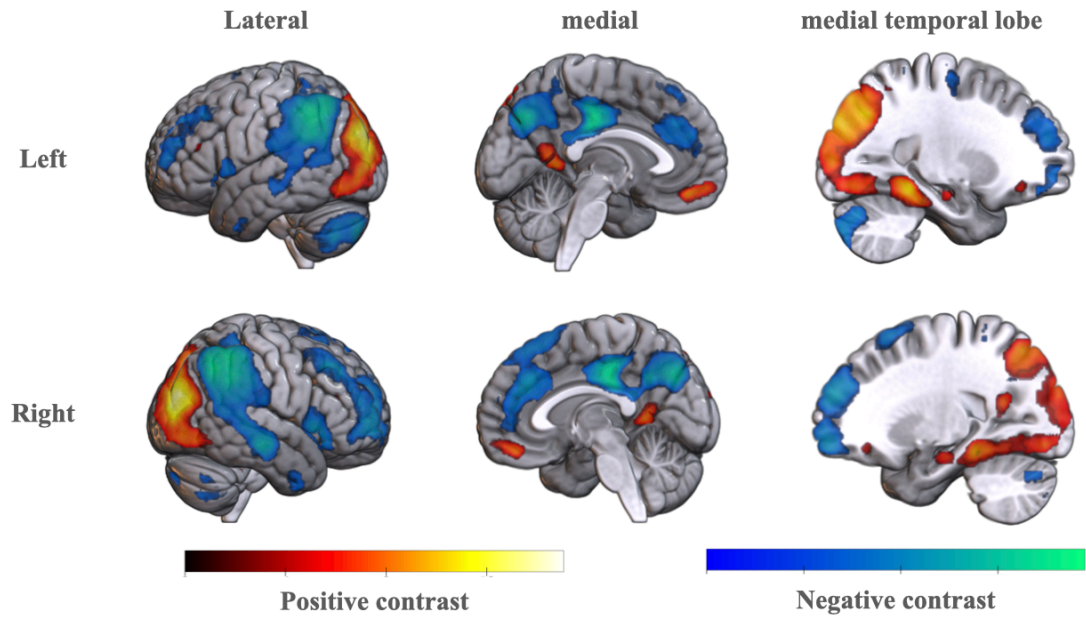 Lateral
medial
medial temporal lobe
Left
Right
Positive contrast
Negative contrast